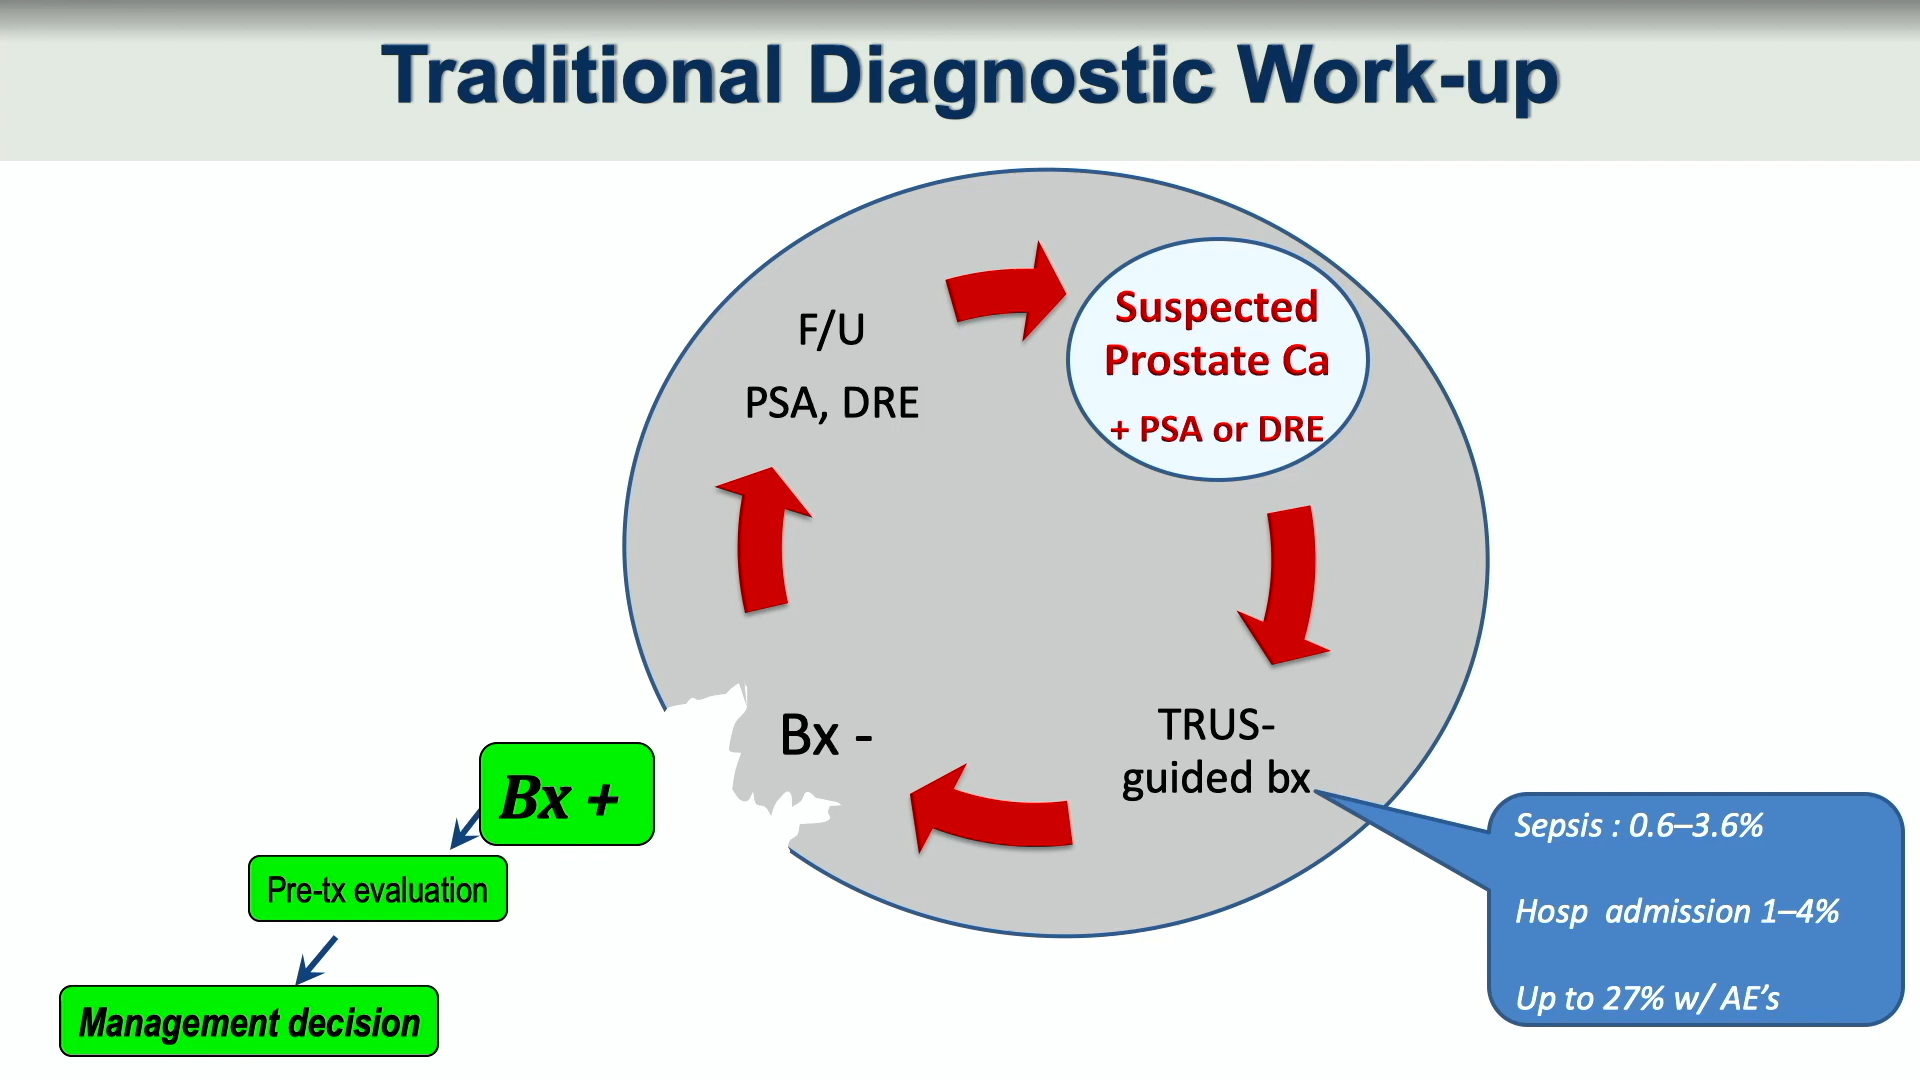 Traditional Diagnostic Work-up
F/U
PSA, DRE
Suspected
Prostate Ca
+ PSA or DRE
TRUS-
guided bx
Bx -
Bx +
Pre-tx evaluation
Management decision
Sepsis : 0.6–3.6%
Hosp admission 1–4%
Up to 27% w/ AE’s